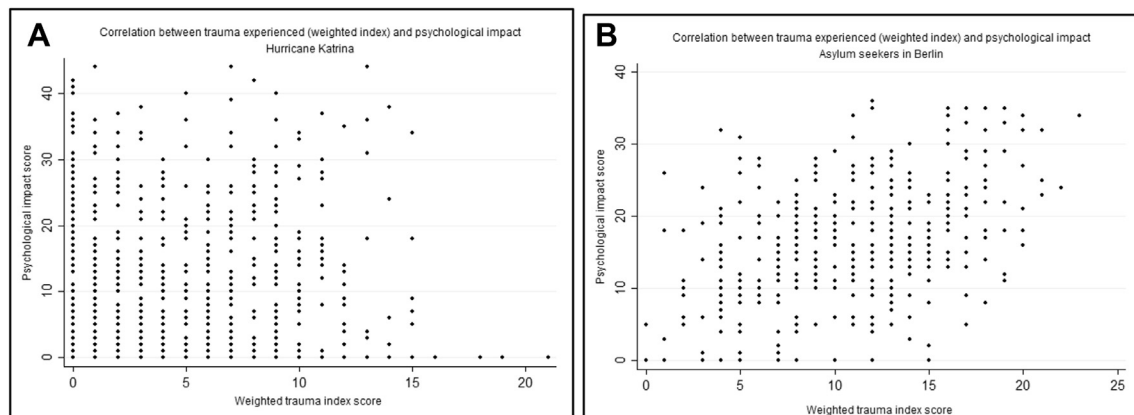 A
Correlation between trauma experienced (weighted index) and psychological impact
Hurricane Katrina
Psychological impact score
40
30
20
10
0
0 5 10 15 20
Weighted trauma index score
B
Correlation between trauma experienced (weighted index) and psychological impact
Asylum seekers in Berlin
Psychological impact score
40
30
20
10
0
0 5 10 15 20 25
Weighted trauma index score